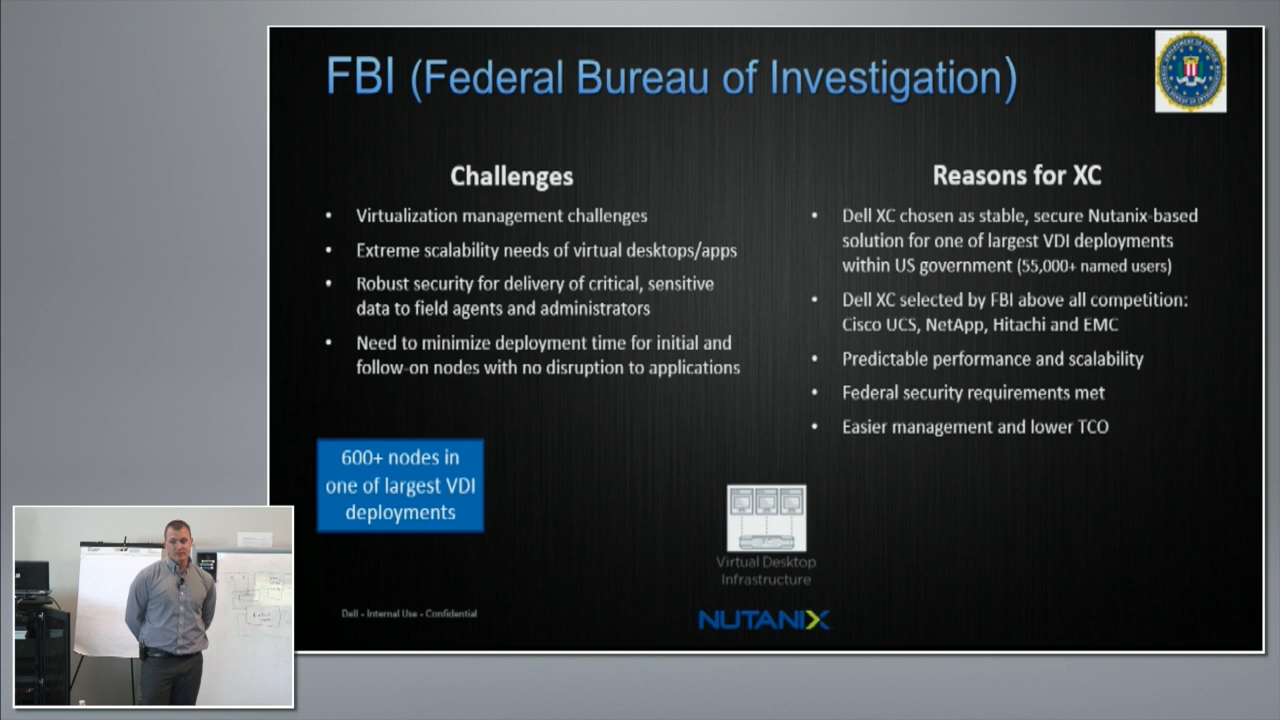 FBI (Federal Bureau of Investigation)
Challenges
• Virtualization management challenges
• Extreme scalability needs of virtual desktops/apps
• Robust security for delivery of critical, sensitive
data to field agents and administrators
• Need to minimize deployment time for initial and
follow-on nodes with no disruption to applications
600+ nodes in
one of largest VDI
deployments
Reasons for XC
• Dell XC chosen as stable, secure Nutanix-based
solution for one of largest VDI deployments
within US government (55,000+ named users)
• Dell XC selected by FBI above all competition:
Cisco UCS, NetApp, Hitachi and EMC
• Predictable performance and scalability
• Federal security requirements met
• Easier management and lower TCO
Virtual Desktop
Infrastructure
Dell - Internal Use - Confidential
NUTANIX